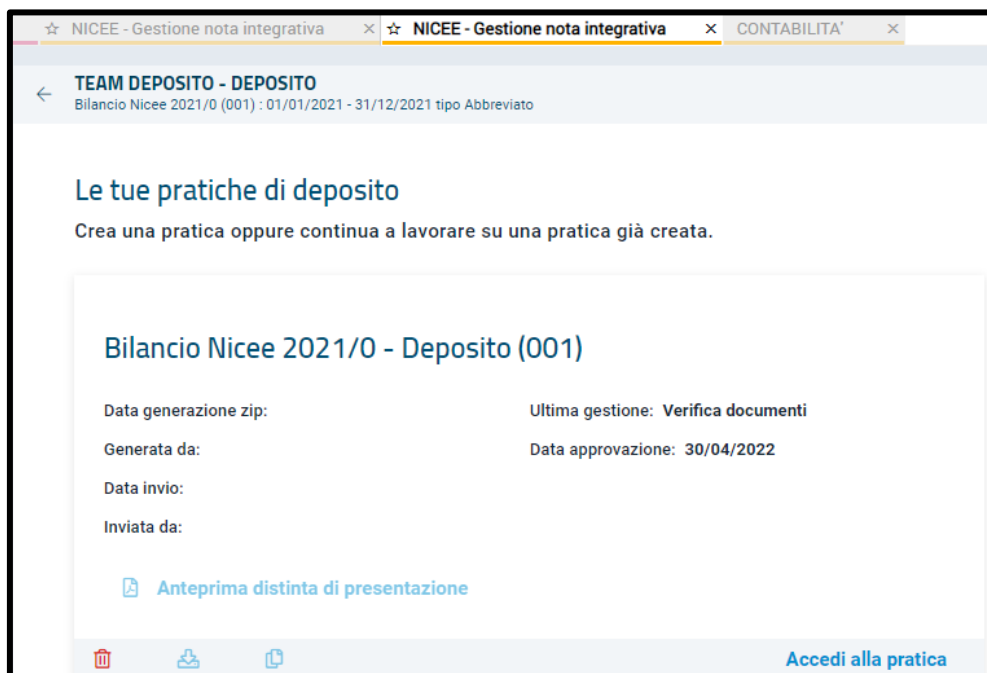 ☆ NICEE - Gestione nota integrativa × ☆ NICEE - Gestione nota integrativa × CONTABILITA' ×
← TEAM DEPOSITO - DEPOSITO
Bilancio Nicee 2021/0 (001) : 01/01/2021 - 31/12/2021 tipo Abbreviato
Le tue pratiche di deposito
Crea una pratica oppure continua a lavorare su una pratica già creata.
Bilancio Nicee 2021/0 - Deposito (001)
Data generazione zip: Ultima gestione: Verifica documenti
Generata da: Data approvazione: 30/04/2022
Data invio:
Inviata da:
Anteprima distinta di presentazione
Accedi alla pratica